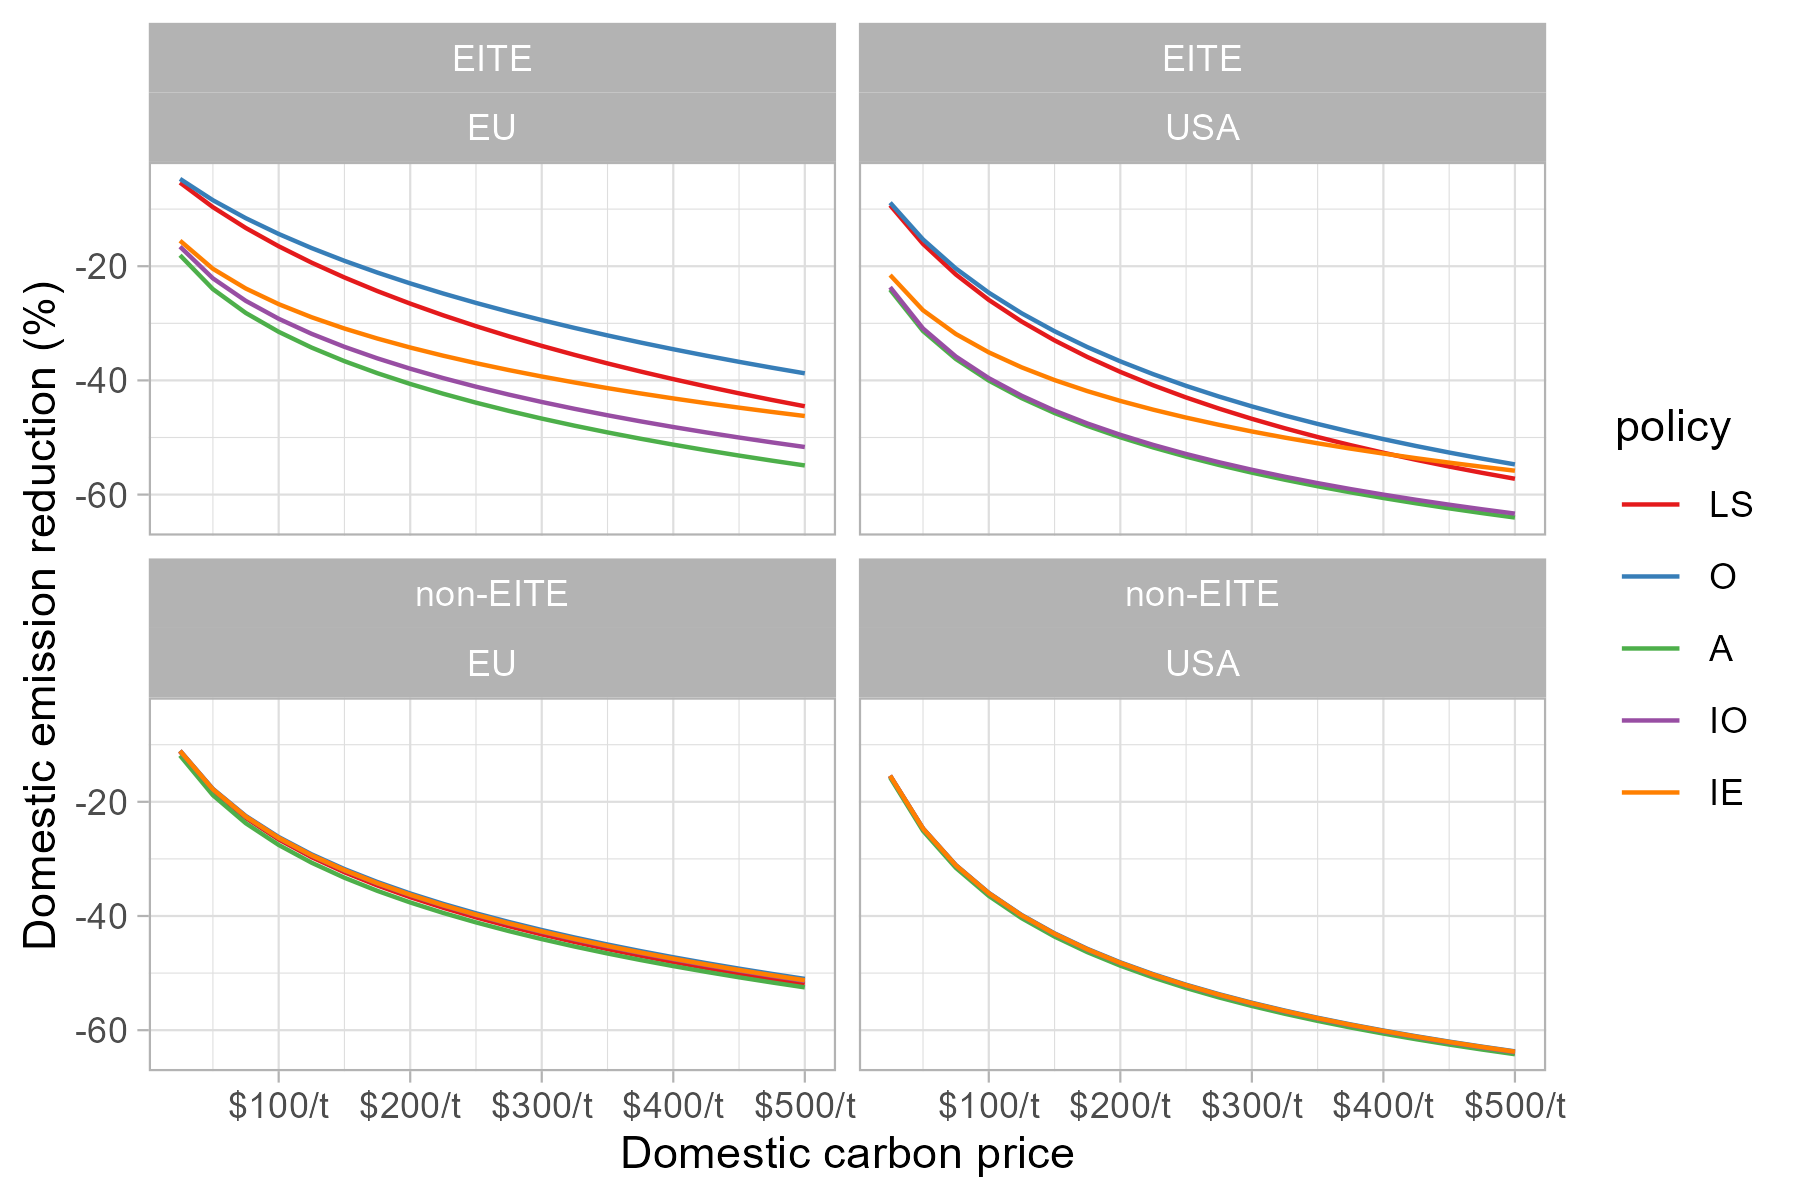 EITE
EU
EITE
USA
-20
-40
-60
non-EITE
EU
non-EITE
USA
-20
-40
-60
$100/t $200/t $300/t $400/t $500/t
$100/t $200/t $300/t $400/t $500/t
Domestic carbon price
Domestic emission reduction (%)
policy
LS
O
A
IO
IE